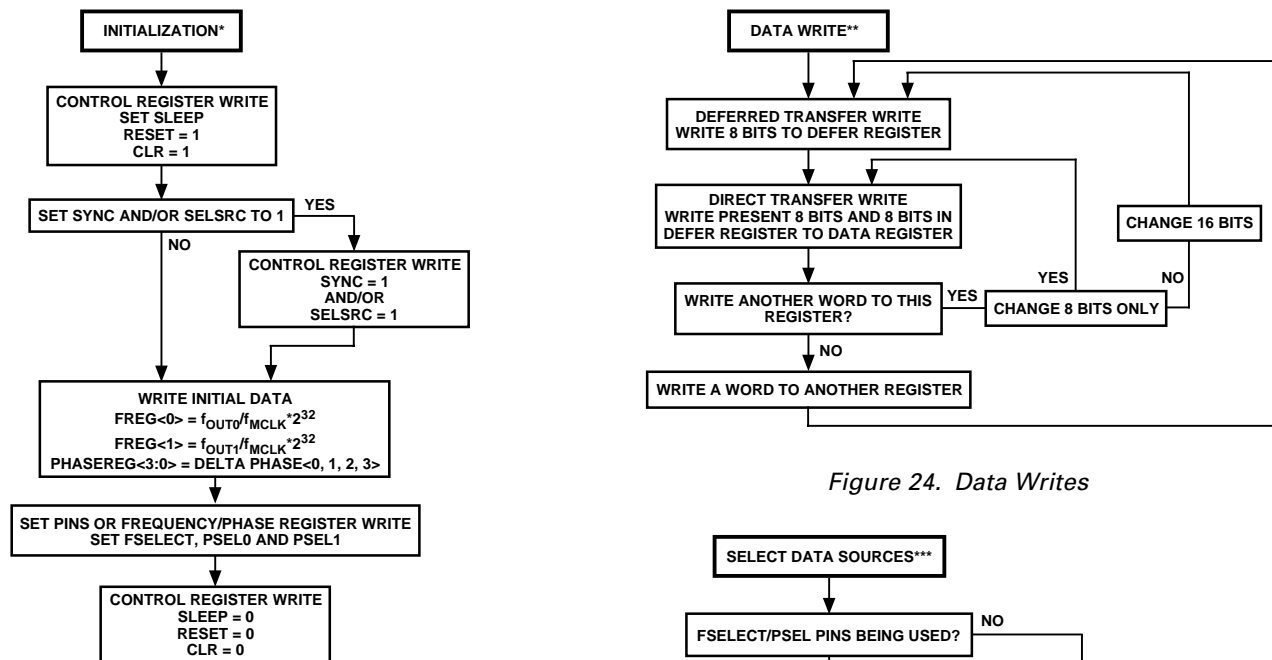 INITIALIZATION*
CONTROL REGISTER WRITE
SET SLEEP
RESET = 1
CLR = 1
SET SYNC AND/OR SELSRC TO 1
YES
NO
CONTROL REGISTER WRITE
SYNC = 1
AND/OR
SELSRC = 1
WRITE INITIAL DATA
FREG<0> = fOUT0/fMCLK*2^32
FREG<1> = fOUT1/fMCLK*2^32
PHASEREG<3:0> = DELTA PHASE<0, 1, 2, 3>
SET PINS OR FREQUENCY/PHASE REGISTER WRITE
SET FSELECT, PSEL0 AND PSEL1
CONTROL REGISTER WRITE
SLEEP = 0
RESET = 0
CLR = 0
DATA WRITE**
DEFERRED TRANSFER WRITE
WRITE 8 BITS TO DEFER REGISTER
DIRECT TRANSFER WRITE
WRITE PRESENT 8 BITS AND 8 BITS IN
DEFER REGISTER TO DATA REGISTER
CHANGE 16 BITS
WRITE ANOTHER WORD TO THIS
REGISTER?
YES
YES
CHANGE 8 BITS ONLY
NO
NO
WRITE A WORD TO ANOTHER REGISTER
Figure 24. Data Writes
SELECT DATA SOURCES***
FSELECT/PSEL PINS BEING USED?
NO